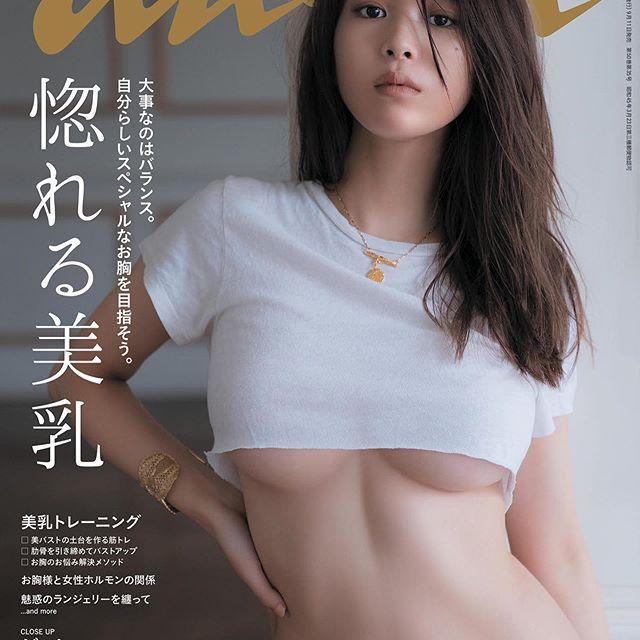 大事なのはバランス。
自分らしいスペシャルなお胸を目指そう。
惚れる美乳
美乳トレーニング
□ 美バストの土台を作る筋トレ
□ 肋骨を引き締めてバストアップ
□ お胸のお悩み解決メソッド
お胸様と女性ホルモンの関係
魅惑のランジェリーを纏って
...and more
CLOSE UP